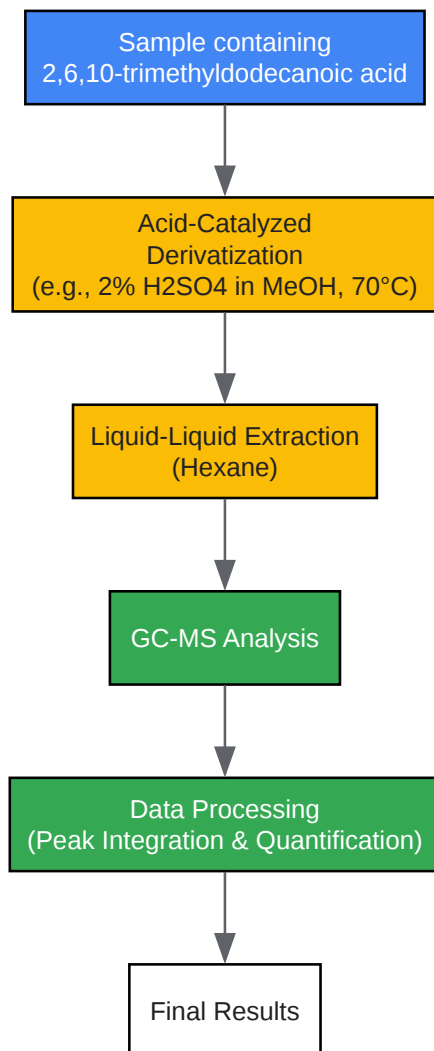 Sample containing
2,6,10-trimethyldodecanoic acid
Acid-Catalyzed
Derivatization
(e.g., 2% H2SO4 in MeOH, 70°C)
Liquid-Liquid Extraction
(Hexane)
GC-MS Analysis
Data Processing
(Peak Integration & Quantification)
Final Results